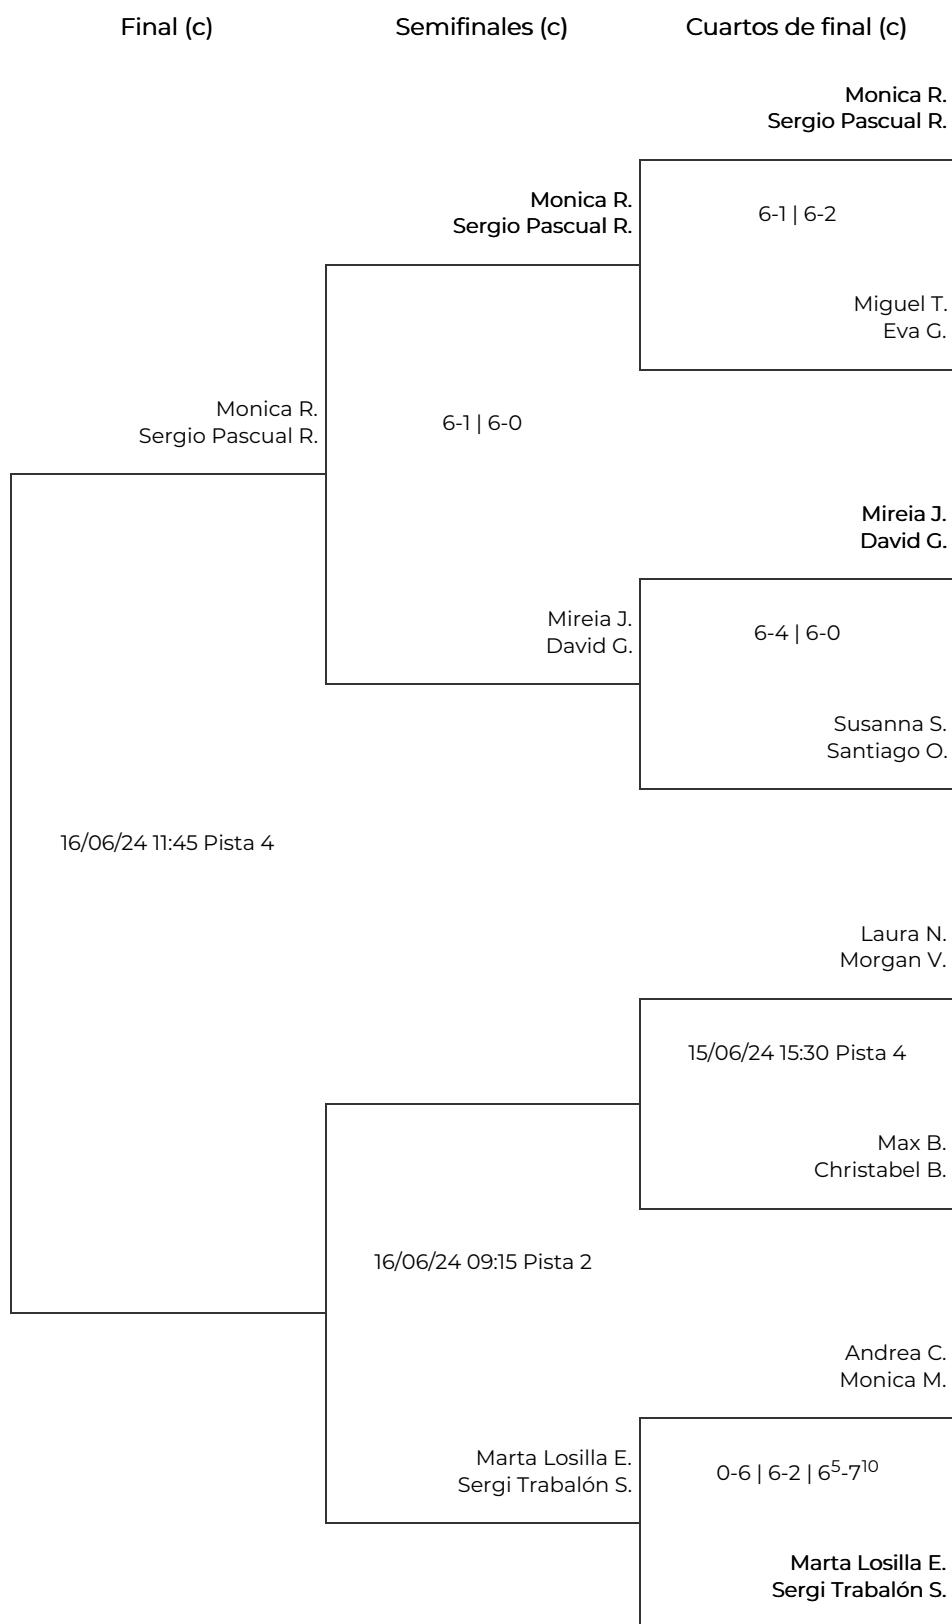 Final (c)
Semifinales (c)
Cuartos de final (c)
Monica R.
Sergio Pascual R.
Monica R.
Sergio Pascual R.
6-1 | 6-2
Miguel T.
Eva G.
Monica R.
Sergio Pascual R.
6-1 | 6-0
Mireia J.
David G.
Mireia J.
David G.
6-4 | 6-0
Susanna S.
Santiago O.
16/06/24 11:45 Pista 4
Laura N.
Morgan V.
15/06/24 15:30 Pista 4
Max B.
Christabel B.
16/06/24 09:15 Pista 2
Andrea C.
Monica M.
Marta Losilla E.
Sergi Trabalón S.
0-6 | 6-2 | 6⁵-7¹⁰
Marta Losilla E.
Sergi Trabalón S.